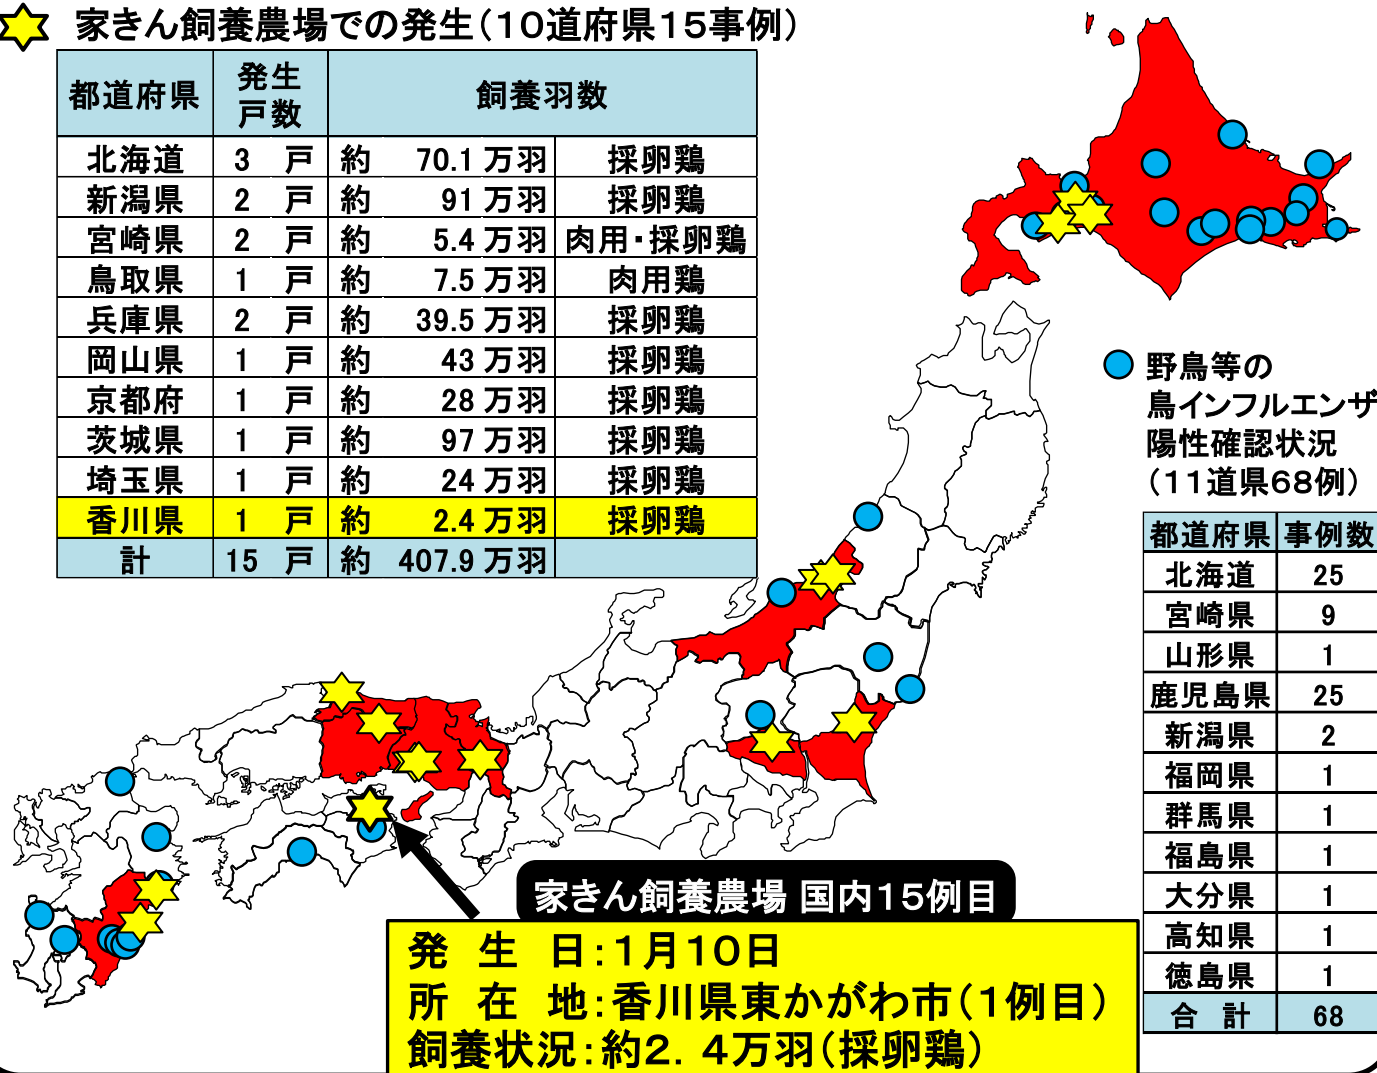 家きん飼養農場での発生（１０道府県１５事例）
都道府県 発生戸数 飼養羽数
北海道 3 戸 約 70.1 万羽 採卵鶏
新潟県 2 戸 約 91 万羽 採卵鶏
宮崎県 2 戸 約 5.4 万羽 肉用・採卵鶏
鳥取県 1 戸 約 7.5 万羽 肉用鶏
兵庫県 2 戸 約 39.5 万羽 採卵鶏
岡山県 1 戸 約 43 万羽 採卵鶏
京都府 1 戸 約 28 万羽 採卵鶏
茨城県 1 戸 約 97 万羽 採卵鶏
埼玉県 1 戸 約 24 万羽 採卵鶏
香川県 1 戸 約 2.4 万羽 採卵鶏
計 15 戸 約 407.9 万羽
野鳥等の
鳥インフルエンザ
陽性確認状況
（１１道県６８例）
都道府県 事例数
北海道 25
宮崎県 9
山形県 1
鹿児島県 25
新潟県 2
福岡県 1
群馬県 1
福島県 1
大分県 1
高知県 1
徳島県 1
合 計 68
家きん飼養農場 国内１５例目
発 生 日：１月１０日
所 在 地：香川県東かがわ市（１例目）
飼養状況：約２．４万羽（採卵鶏）